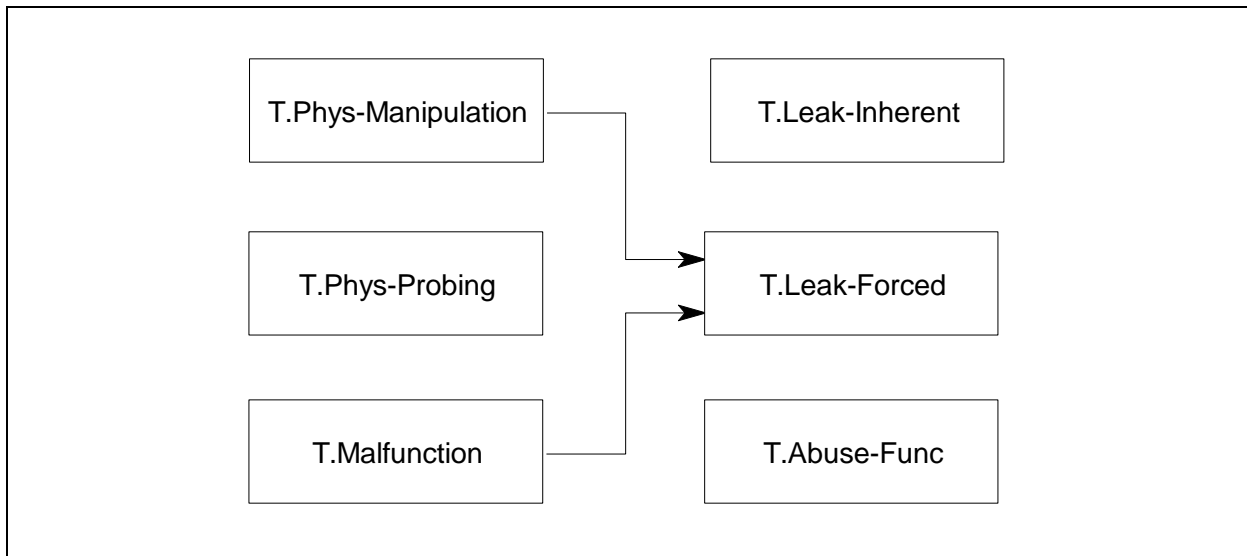 T.Phys-Manipulation
T.Leak-Inherent
T.Phys-Probing
T.Leak-Forced
T.Malfunction
T.Abuse-Func